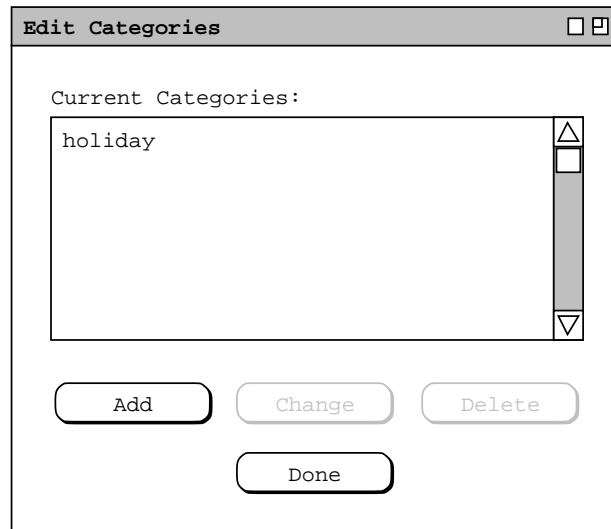 Edit Categories
Current Categories:
holiday
Add Change Delete
Done